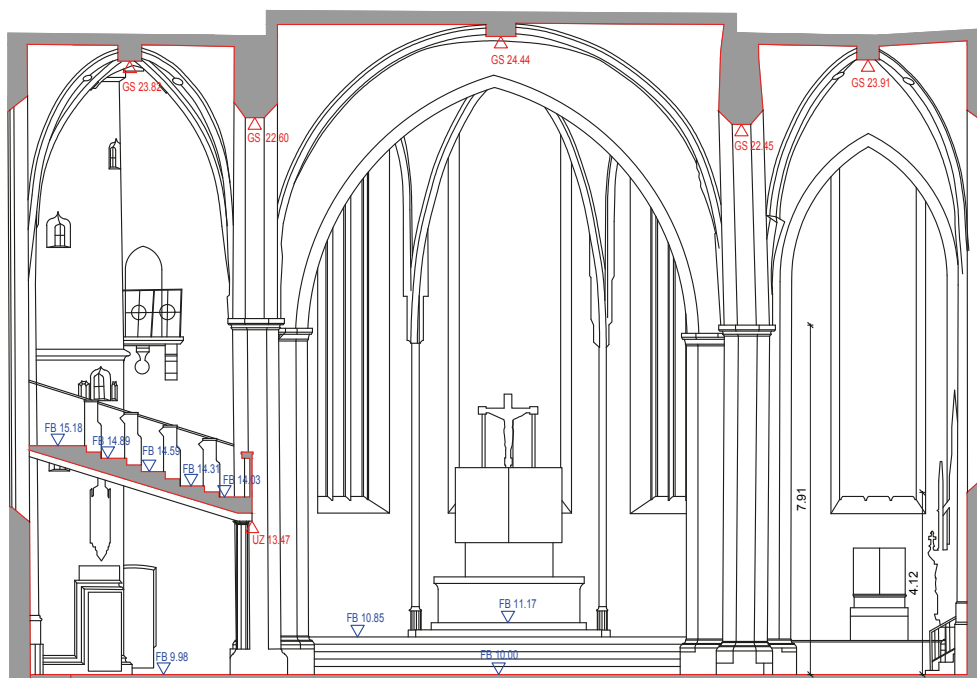 GS 24.44
GS 23.82
GS 23.91
GS 22.60
GS 22.45
FB 15.18
FB 14.89
FB 14.59
FB 14.31
FB 14.03
UZ 13.47
7.91
4.12
FB 11.17
FB 10.85
FB 10.00
FB 9.98